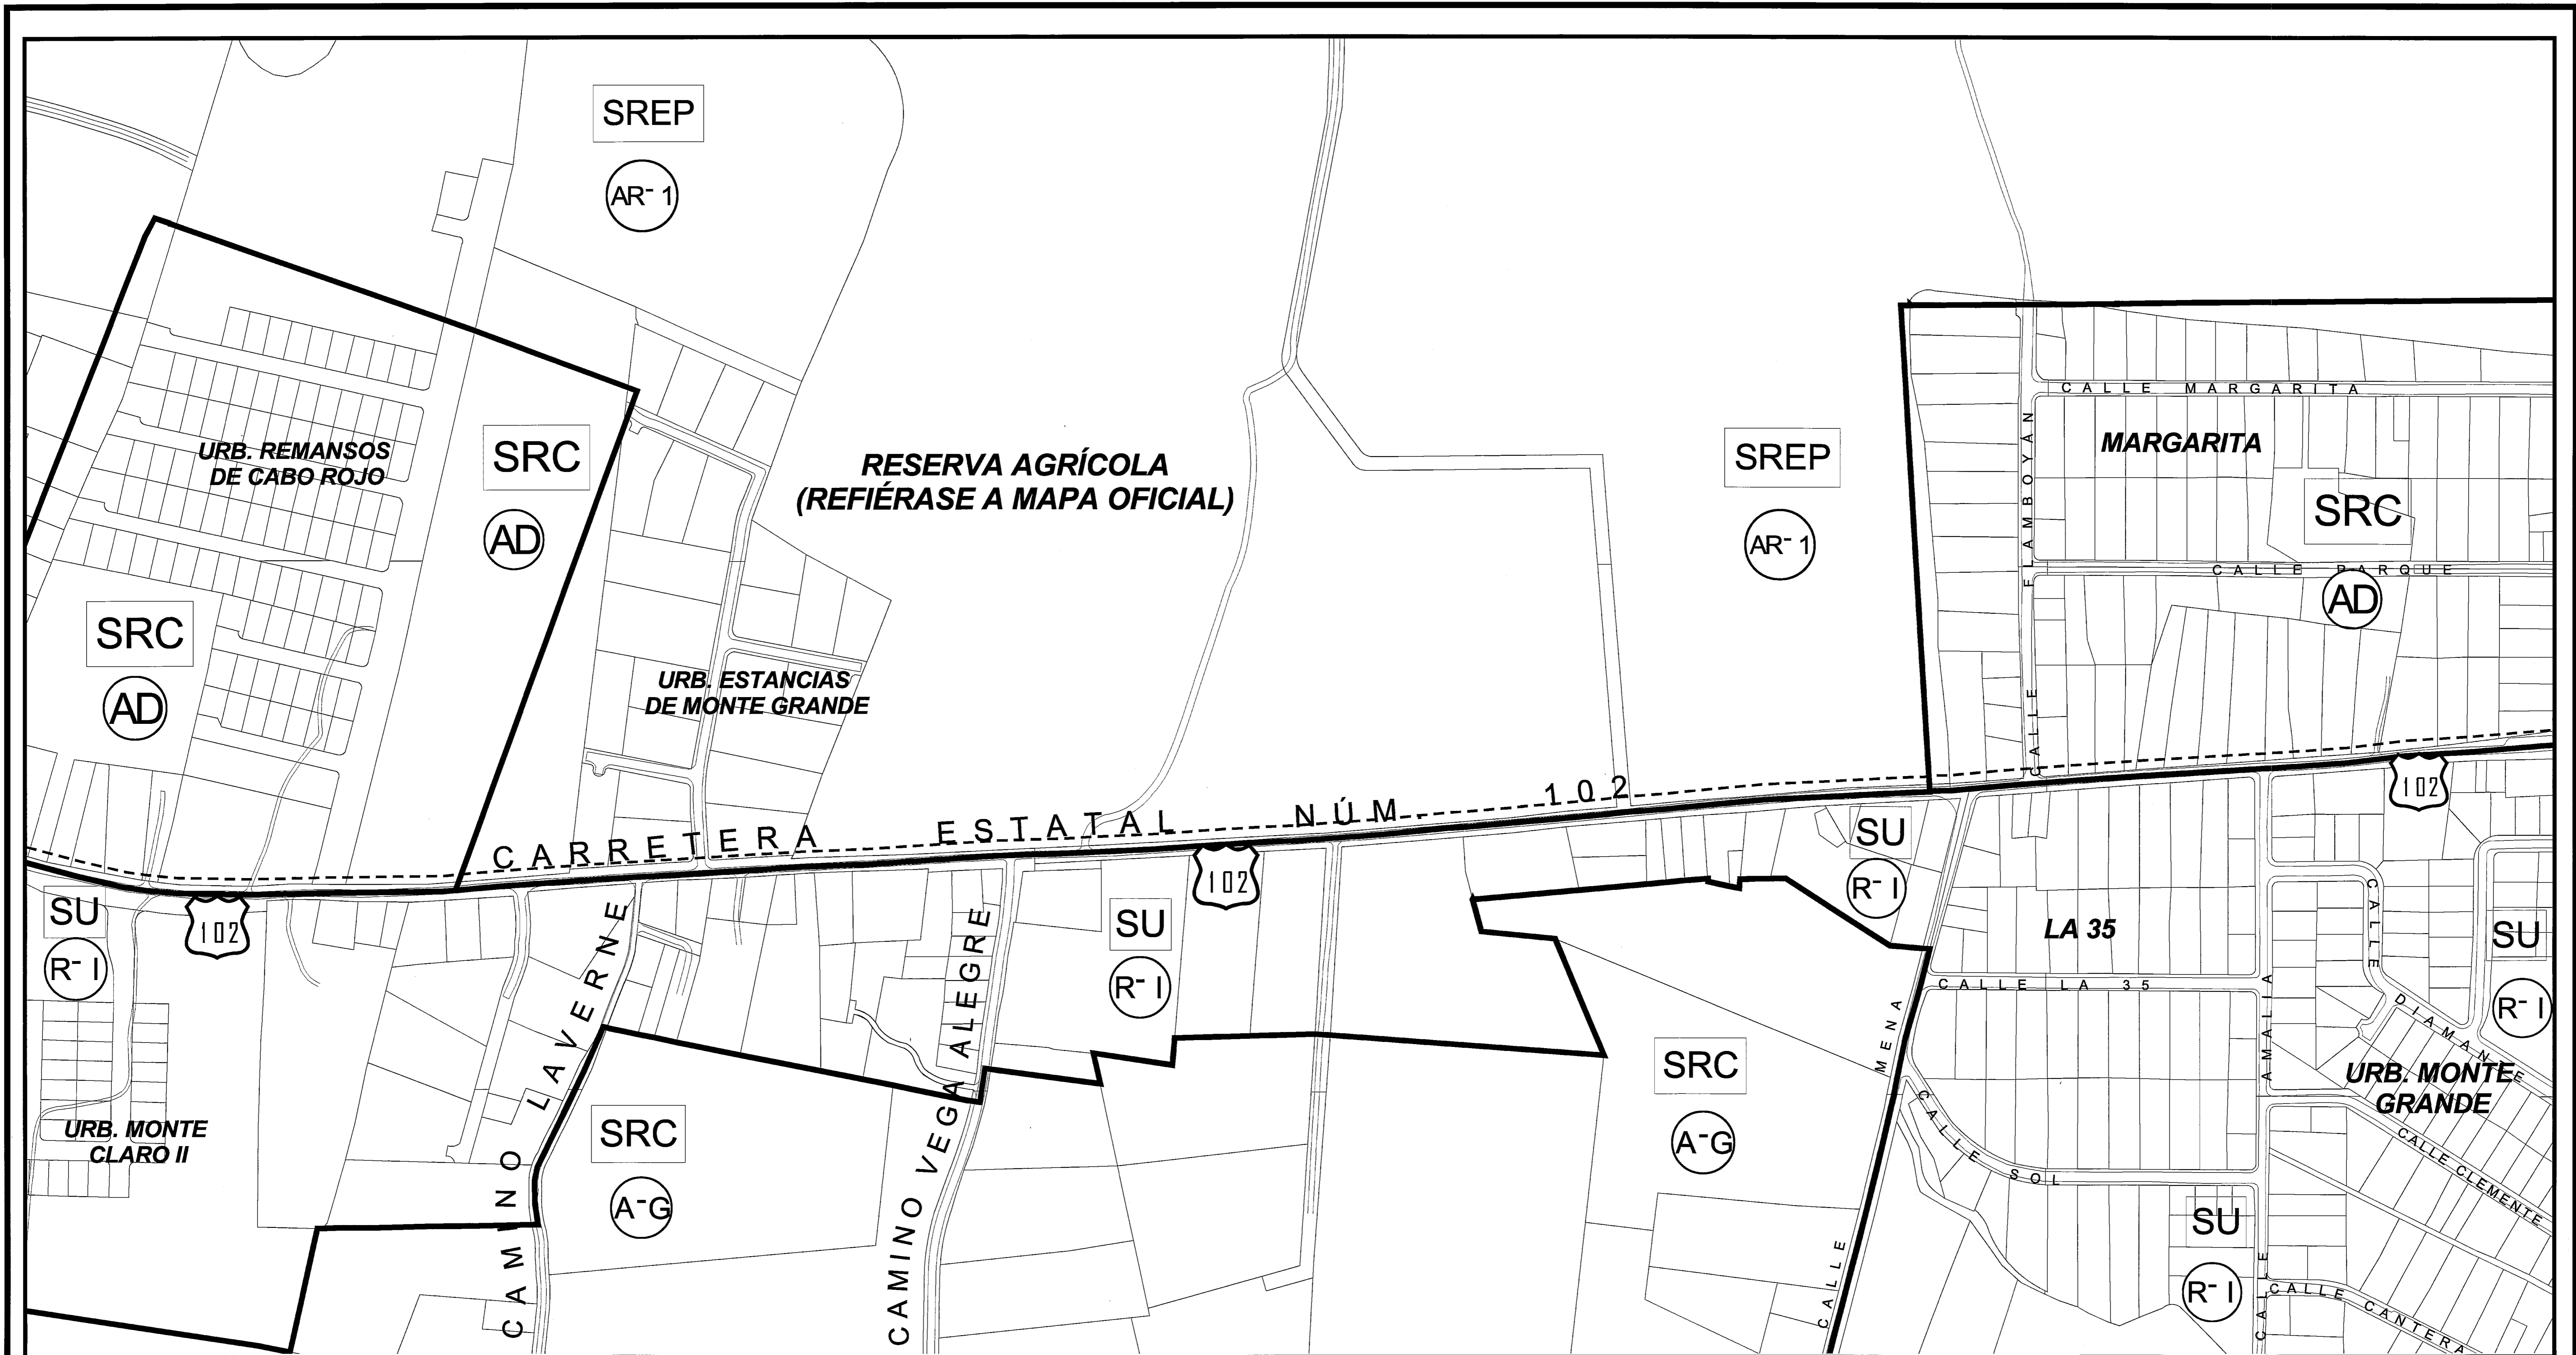 SREP
AR-1
URB. REMANSOS
DE CABO ROJO
SRC
AD
SRC
AD
URB. ESTANCIAS
DE MONTE GRANDE
RESERVA AGRÍCOLA
(REFIÉRASE A MAPA OFICIAL)
SREP
AR-1
CALLE MARGARITA
MARGARITA
CALLE FLAMBOYÁN
SRC
CALLE PARQUE
AD
CARRETERA ESTATAL NÚM. 102
102
102
102
SU
R-I
URB. MONTE
CLARO II
CAMINO LAVERNE
CAMINO VEGA ALEGRE
SU
R-I
SU
R-I
SRC
A-G
SRC
A-G
CALLE MENA
LA 35
CALLE LA 35
CALLE SOL
CALLE AMALIA
CALLE DIAMANTE
SU
R-I
URB. MONTE
GRANDE
CALLE CLEMENTE
SU
R-I
CALLE CANTERA